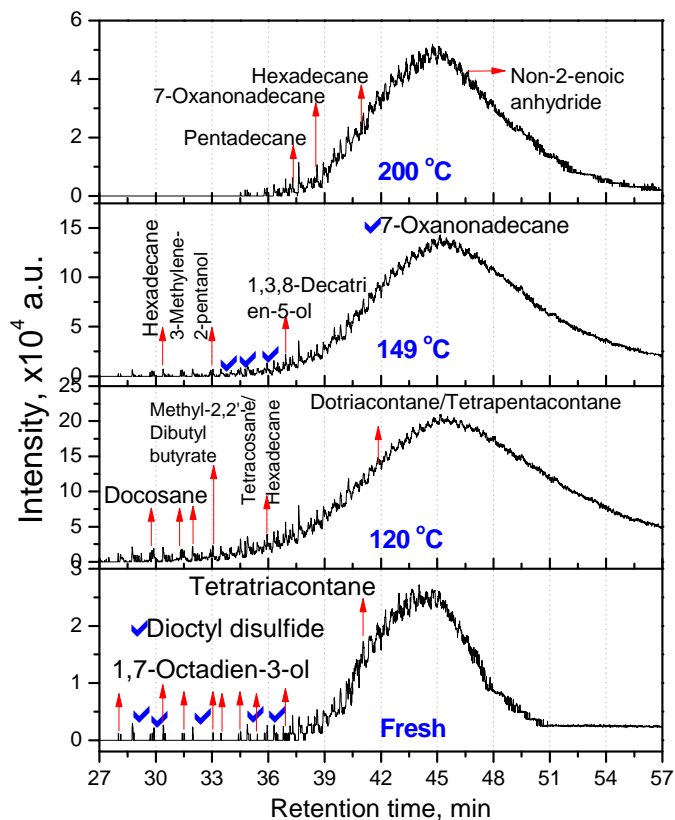 Intensity, x10⁴ a.u.
6
4
2
0
Hexadecane
7-Oxanonadecane
Pentadecane
Non-2-enoic
anhydride
200 °C
15
10
5
0
Hexadecane
3-Methylene-
2-pentanol
1,3,8-Decatri
en-5-ol
7-Oxanonadecane
149 °C
25
20
15
10
5
0
Methyl-2,2'-
Dibutyl
butyrate
Docosane
Tetracosane/
Hexadecane
Dotriacontane/Tetrapentacontane
120 °C
2
1
0
Tetratriacontane
Dioctyl disulfide
1,7-Octadien-3-ol
Fresh
27 30 33 36 39 42 45 48 51 54 57
Retention time, min